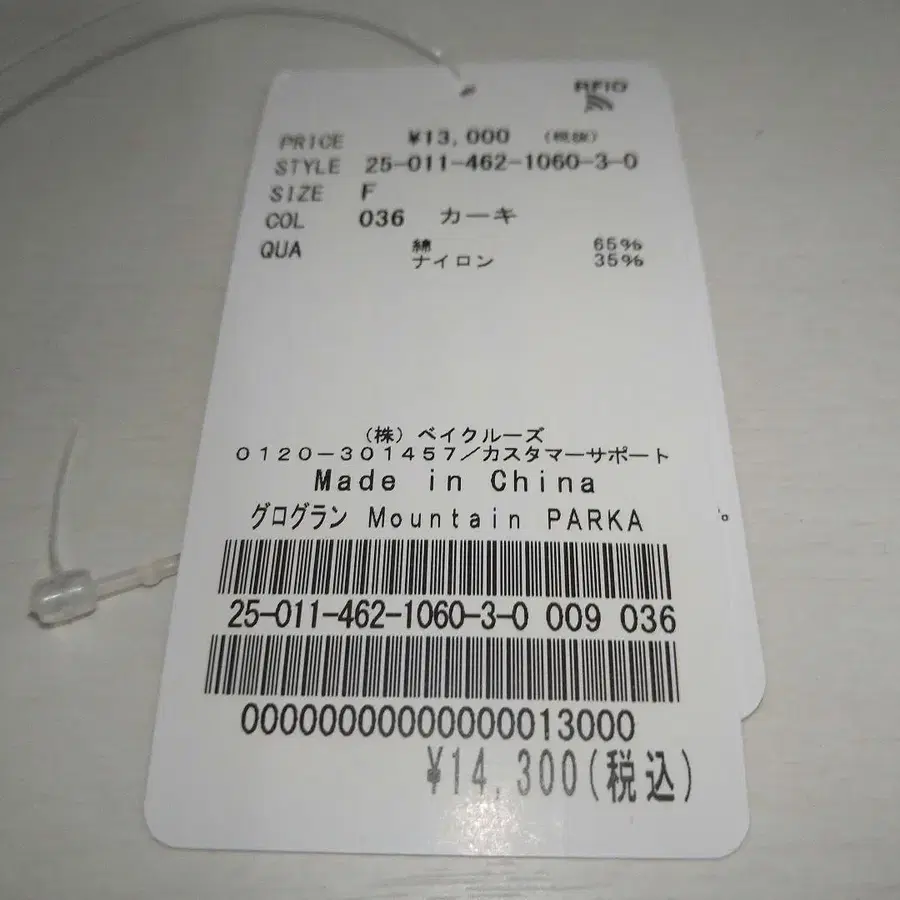 RFID
PRICE ¥13,000 (税抜)
STYLE 25-011-462-1060-3-0
SIZE F
COL 036 カーキ
QUA 綿 65%
ナイロン 35%
(株)ベイクルーズ
0120-301457/カスタマーサポート
Made in China
グログラン Mountain PARKA
25-011-462-1060-3-0 009 036
00000000000000013000
¥14,300(税込)